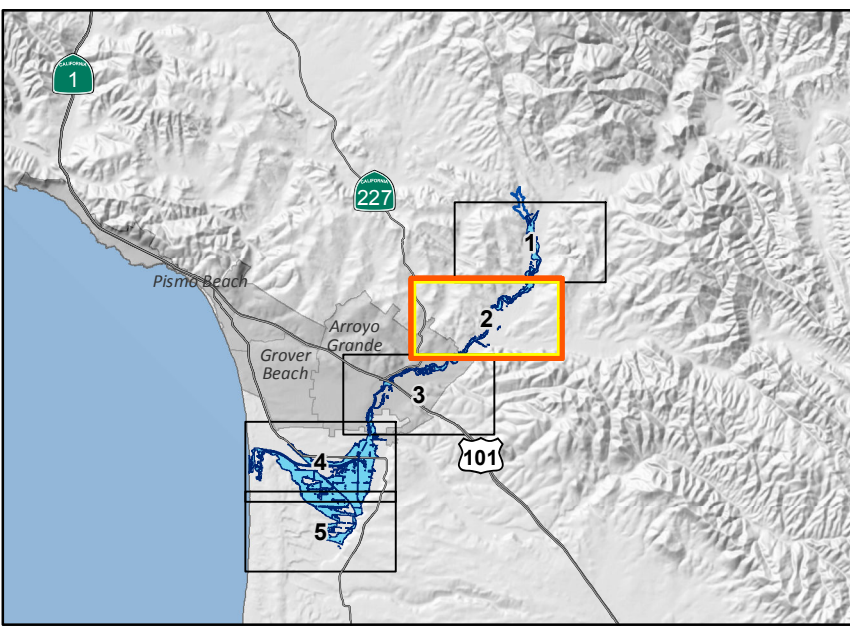 CALIFORNIA
1
CALIFORNIA
227
1
Pismo Beach
2
Arroyo
Grande
Grover
Beach
3
101
4
5